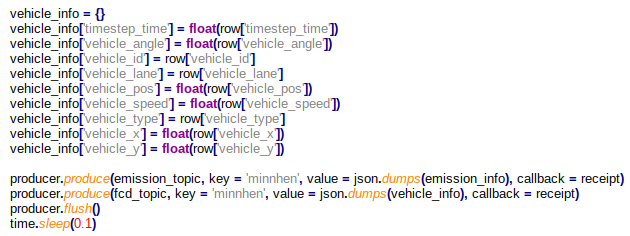 vehicle_info = {}
vehicle_info['timestep_time'] = float(row['timestep_time'])
vehicle_info['vehicle_angle'] = float(row['vehicle_angle'])
vehicle_info['vehicle_id'] = row['vehicle_id']
vehicle_info['vehicle_lane'] = row['vehicle_lane']
vehicle_info['vehicle_pos'] = float(row['vehicle_pos'])
vehicle_info['vehicle_speed'] = float(row['vehicle_speed'])
vehicle_info['vehicle_type'] = row['vehicle_type']
vehicle_info['vehicle_x'] = float(row['vehicle_x'])
vehicle_info['vehicle_y'] = float(row['vehicle_y'])

producer.produce(emission_topic, key = 'minnhen', value = json.dumps(emission_info), callback = receipt)
producer.produce(fcd_topic, key = 'minnhen', value = json.dumps(vehicle_info), callback = receipt)
producer.flush()
time.sleep(0.1)